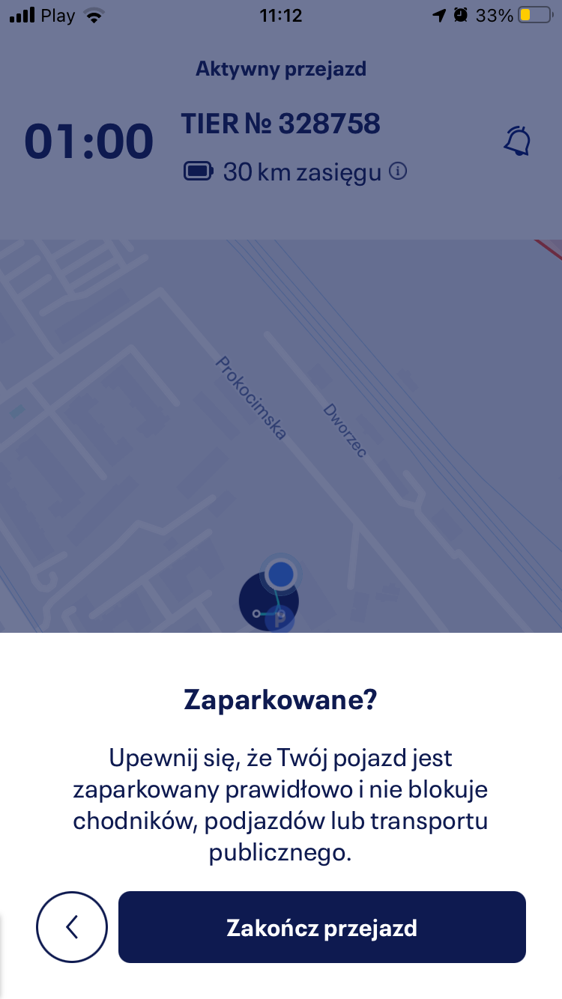 Play 11:12 33%
Aktywny przejazd
01:00
TIER № 328758
30 km zasięgu
Prokocimska
Dworzec
P
Zaparkowane?
Upewnij się, że Twój pojazd jest
zaparkowany prawidłowo i nie blokuje
chodników, podjazdów lub transportu
publicznego.
Zakończ przejazd